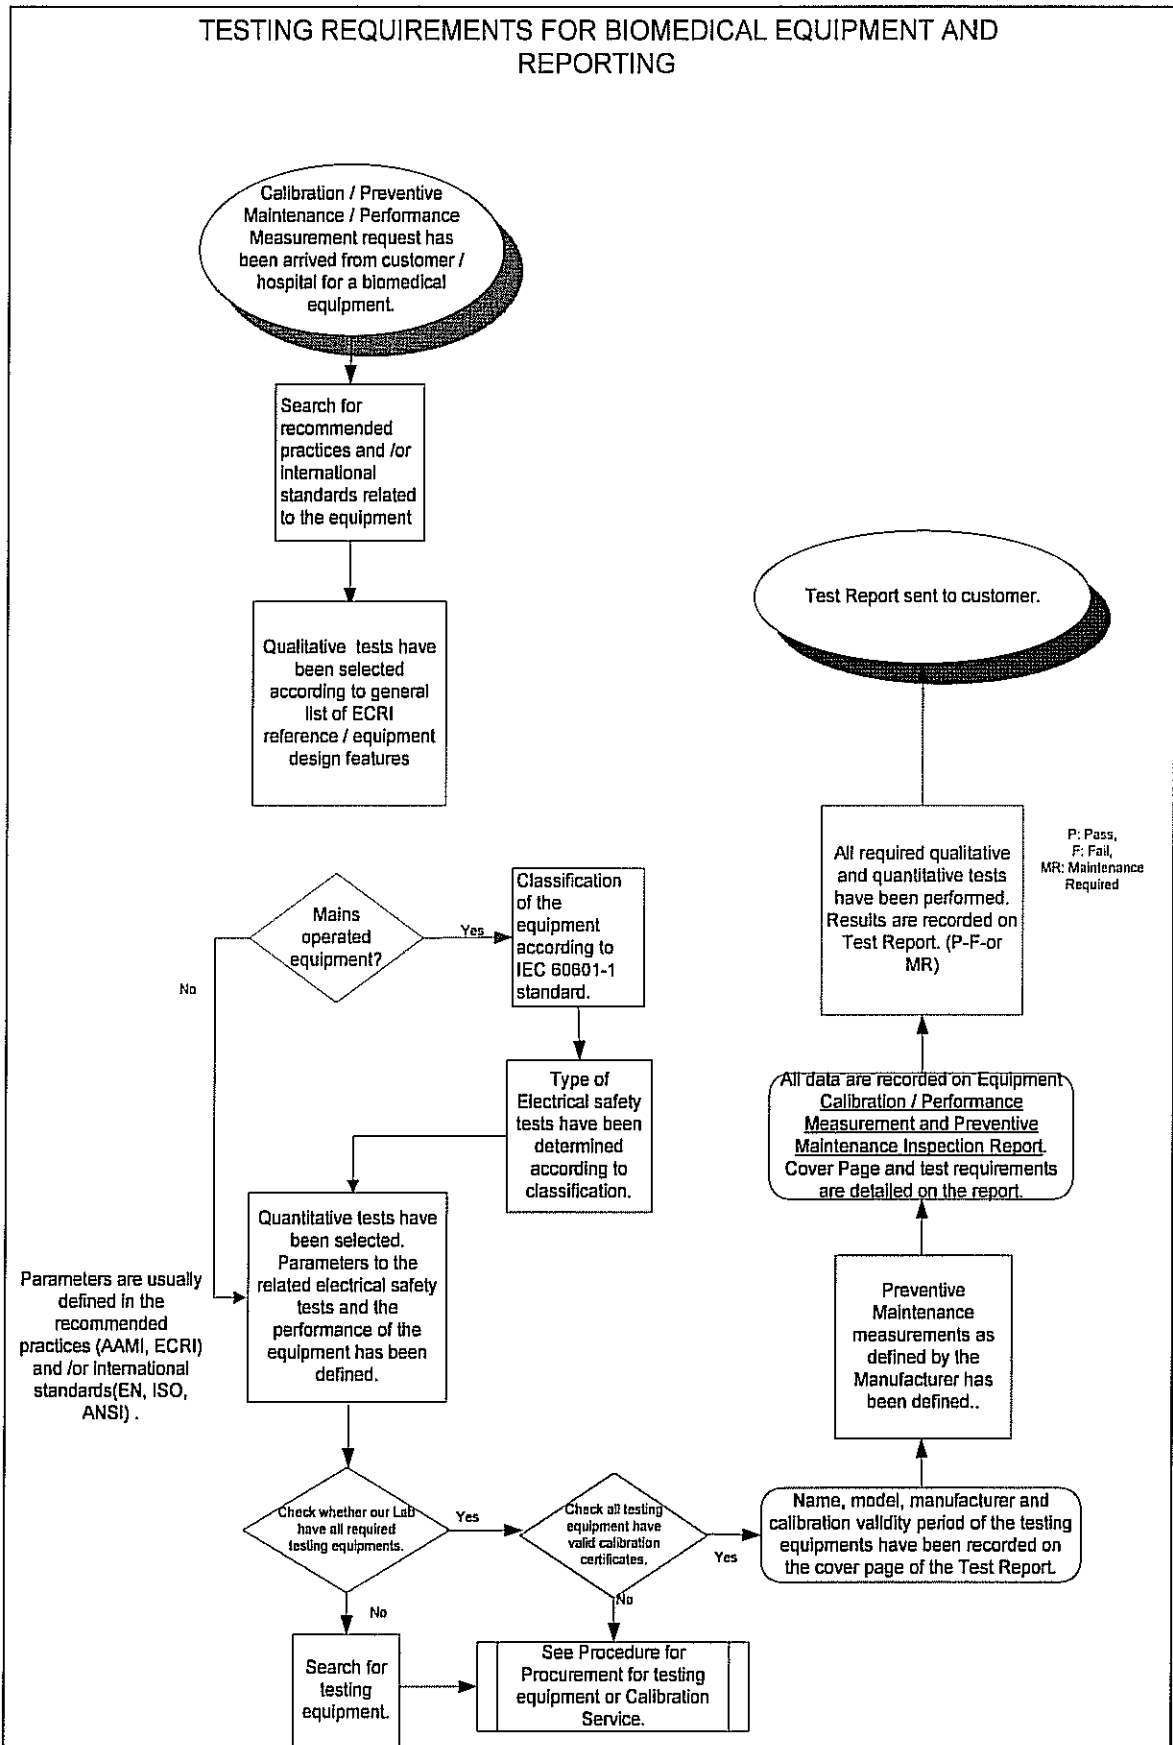 TESTING REQUIREMENTS FOR BIOMEDICAL EQUIPMENT AND
REPORTING
Calibration / Preventive
Maintenance / Performance
Measurement request has
been arrived from customer /
hospital for a biomedical
equipment.
Search for
recommended
practices and /or
international
standards related
to the equipment
Qualitative tests have
been selected
according to general
list of ECRI
reference / equipment
design features
Mains
operated
equipment?
Yes
No
Classification
of the
equipment
according to
IEC 60601-1
standard.
Type of
Electrical safety
tests have been
determined
according to
classification.
Quantitative tests have
been selected.
Parameters to the
related electrical safety
tests and the
performance of the
equipment has been
defined.
Parameters are usually
defined in the
recommended
practices (AAMI, ECRI)
and /or international
standards(EN, ISO,
ANSI) .
Check whether our Lab
have all required
testing equipments.
Yes
No
Search for
testing
equipment.
Check all testing
equipment have
valid calibration
certificates.
Yes
No
See Procedure for
Procurement for testing
equipment or Calibration
Service.
Name, model, manufacturer and
calibration validity period of the testing
equipments have been recorded on
the cover page of the Test Report.
Preventive
Maintenance
measurements as
defined by the
Manufacturer has
been defined..
All data are recorded on Equipment
Calibration / Performance
Measurement and Preventive
Maintenance Inspection Report.
Cover Page and test requirements
are detailed on the report.
All required qualitative
and quantitative tests
have been performed.
Results are recorded on
Test Report. (P-F-or
MR)
P: Pass,
F: Fail,
MR: Maintenance
Required
Test Report sent to customer.